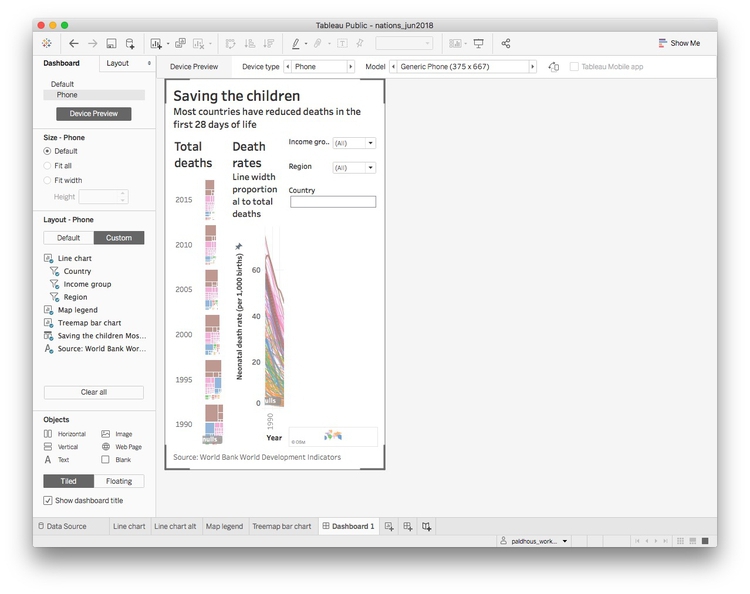 Tableau Public - nations_jun2018
Show Me
Dashboard
Layout
Device Preview
Device type
Phone
Model
Generic Phone (375 x 667)
Tableau Mobile app
Default
Phone
Device Preview
Size - Phone
Default
Fit all
Fit width
Height
Layout - Phone
Default
Custom
Line chart
Country
Income group
Region
Map legend
Treemap bar chart
Saving the children Mos...
Source: World Bank Wor...
Clear all
Objects
Horizontal
Image
Vertical
Web Page
Text
Blank
Tiled
Floating
Show dashboard title
Saving the children
Most countries have reduced deaths in the
first 28 days of life
Total
deaths
2015
2010
2005
2000
1995
1990
nulls
Death
rates
Line width
proportion
al to total
deaths
Income gro..
(All)
Region
(All)
Country
Neonatal death rate (per 1,000 births)
60
40
20
0
ulls
1990
Year
© OSM
Source: World Bank World Development Indicators
Data Source
Line chart
Line chart alt
Map legend
Treemap bar chart
Dashboard 1
paldhous_work...